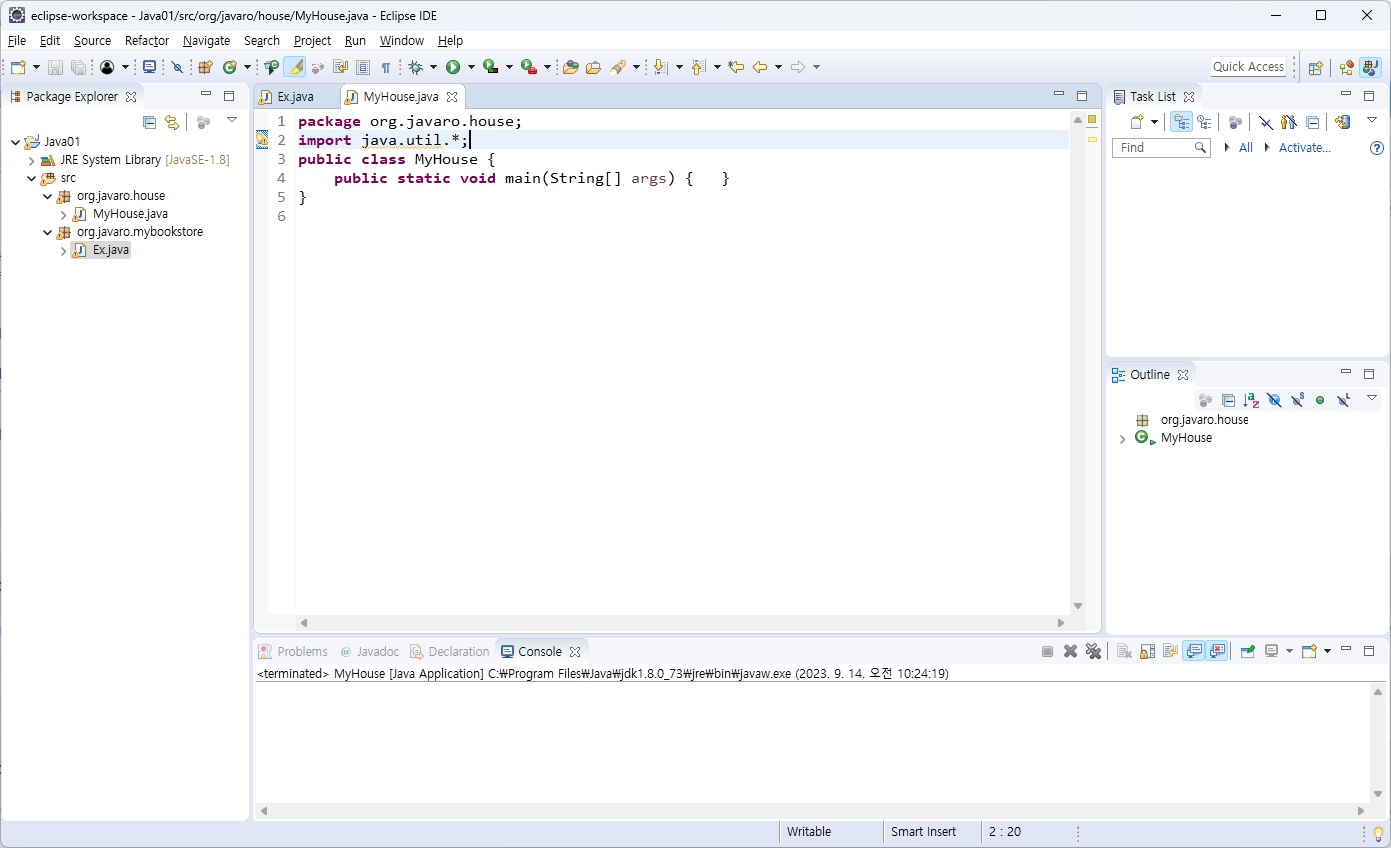 eclipse-workspace - Java01/src/org/javaro/house/MyHouse.java - Eclipse IDE
File Edit Source Refactor Navigate Search Project Run Window Help
Quick Access
Package Explorer
Java01
JRE System Library [JavaSE-1.8]
src
org.javaro.house
MyHouse.java
org.javaro.mybookstore
Ex.java
Ex.java MyHouse.java
1 package org.javaro.house;
2 import java.util.*;
3 public class MyHouse {
4     public static void main(String[] args) {   }
5 }
6
Task List
Find All Activate...
Outline
org.javaro.house
MyHouse
Problems @ Javadoc Declaration Console
<terminated> MyHouse [Java Application] C:₩Program Files₩Java₩jdk1.8.0_73₩jre₩bin₩javaw.exe (2023. 9. 14. 오전 10:24:19)
Writable Smart Insert 2 : 20